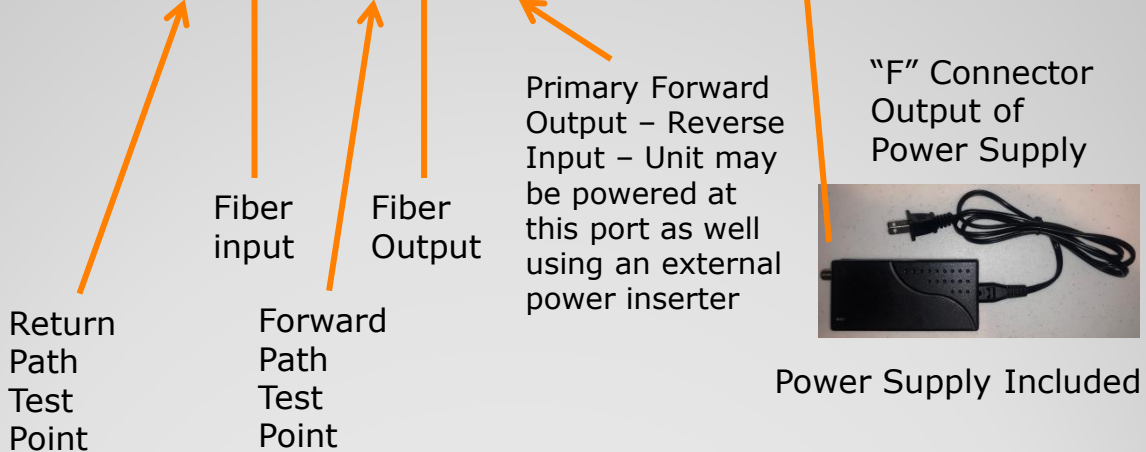 Return
Path
Test
Point
Fiber
input
Forward
Path
Test
Point
Fiber
Output
Primary Forward
Output – Reverse
Input – Unit may
be powered at
this port as well
using an external
power inserter
“F” Connector
Output of
Power Supply
Power Supply Included